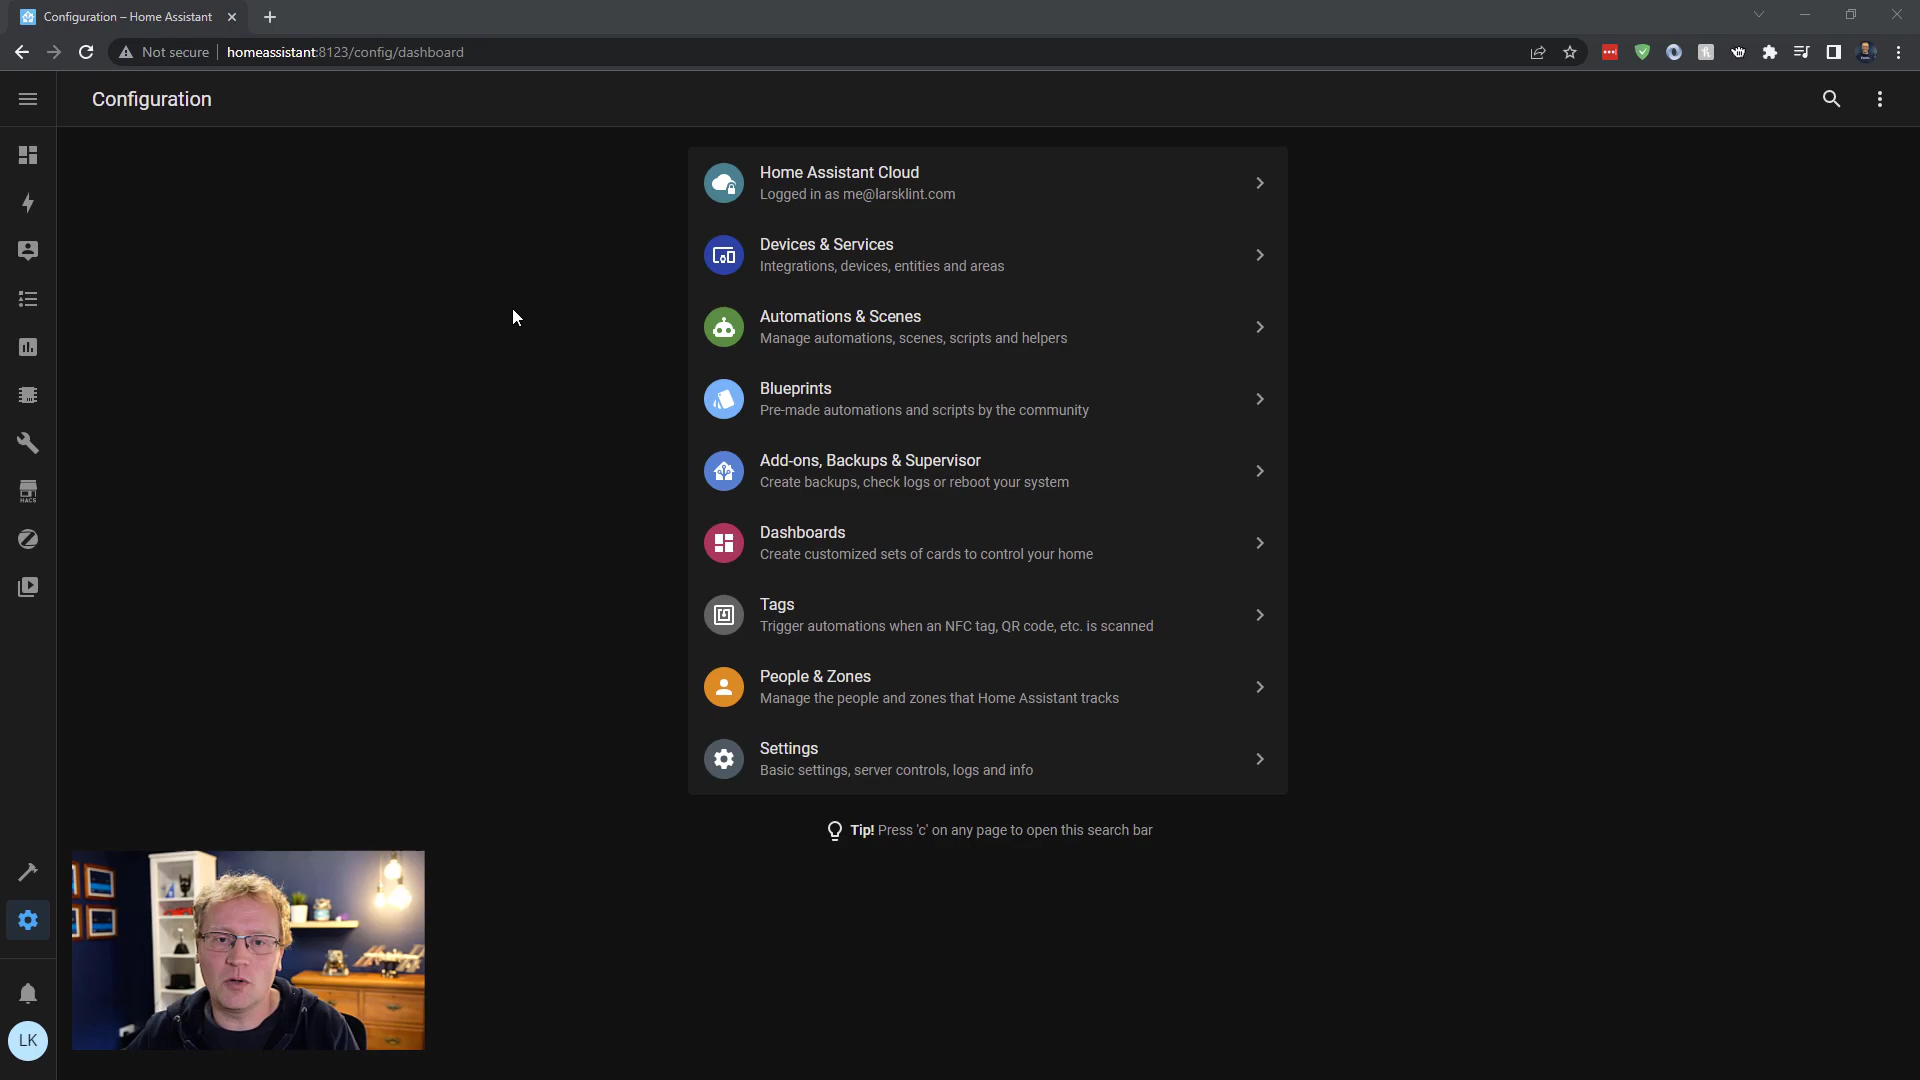 Configuration – Home Assistant
Not secure
homeassistant:8123/config/dashboard
Configuration
Home Assistant Cloud
Logged in as me@larsklint.com
Devices & Services
Integrations, devices, entities and areas
Automations & Scenes
Manage automations, scenes, scripts and helpers
Blueprints
Pre-made automations and scripts by the community
Add-ons, Backups & Supervisor
Create backups, check logs or reboot your system
Dashboards
Create customized sets of cards to control your home
Tags
Trigger automations when an NFC tag, QR code, etc. is scanned
People & Zones
Manage the people and zones that Home Assistant tracks
Settings
Basic settings, server controls, logs and info
Tip! Press 'c' on any page to open this search bar
HACS
LK